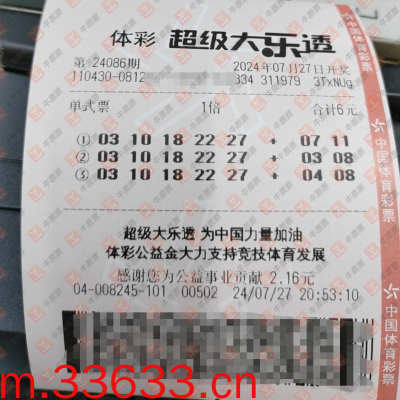 体彩 超级大乐透
第 24086期 2024年07月27日开奖
110430-0812 334 311979 3TxNUg
单式票 1倍 合计6元
① 03 10 18 22 27 + 07 11
② 03 10 18 22 27 + 03 08
③ 03 10 18 22 27 + 04 08
超级大乐透 为中国力量加油
体彩公益金大力支持竞技体育发展
感谢您为公益事业贡献 2.16元
04-008245-101 00502 24/07/27 20:53:10
中国体育彩票
中国体育彩票
中国体育彩票
m.33633.cn